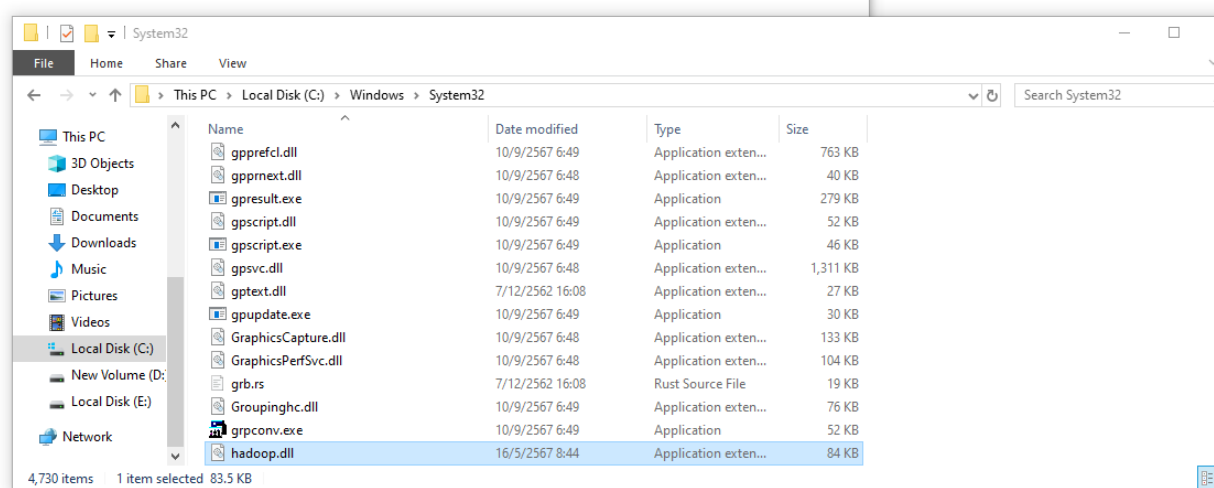 System32
File Home Share View
This PC > Local Disk (C:) > Windows > System32 Search System32
This PC
3D Objects
Desktop
Documents
Downloads
Music
Pictures
Videos
Local Disk (C:)
New Volume (D:
Local Disk (E:)
Network
Name Date modified Type Size
gpprefcl.dll 10/9/2567 6:49 Application exten... 763 KB
gpprnext.dll 10/9/2567 6:48 Application exten... 40 KB
gpresult.exe 10/9/2567 6:49 Application 279 KB
gpscript.dll 10/9/2567 6:49 Application exten... 52 KB
gpscript.exe 10/9/2567 6:49 Application 46 KB
gpsvc.dll 10/9/2567 6:48 Application exten... 1,311 KB
gptext.dll 7/12/2562 16:08 Application exten... 27 KB
gpupdate.exe 10/9/2567 6:49 Application 30 KB
GraphicsCapture.dll 10/9/2567 6:48 Application exten... 133 KB
GraphicsPerfSvc.dll 10/9/2567 6:48 Application exten... 104 KB
grb.rs 7/12/2562 16:08 Rust Source File 19 KB
Groupinghc.dll 10/9/2567 6:49 Application exten... 76 KB
grpconv.exe 10/9/2567 6:49 Application 52 KB
hadoop.dll 16/5/2567 8:44 Application exten... 84 KB
4,730 items 1 item selected 83.5 KB